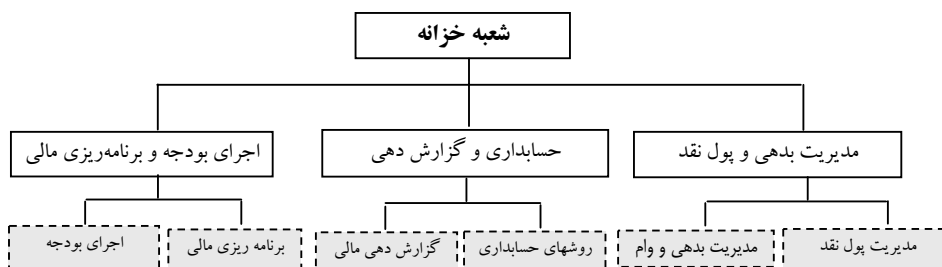 شعبه خزانه
مدیریت بدهی و پول نقد
حسابداری و گزارش دهی
اجرای بودجه و برنامه‌ریزی مالی
مدیریت پول نقد
مدیریت بدهی و وام
روشهای حسابداری
گزارش دهی مالی
برنامه ریزی مالی
اجرای بودجه